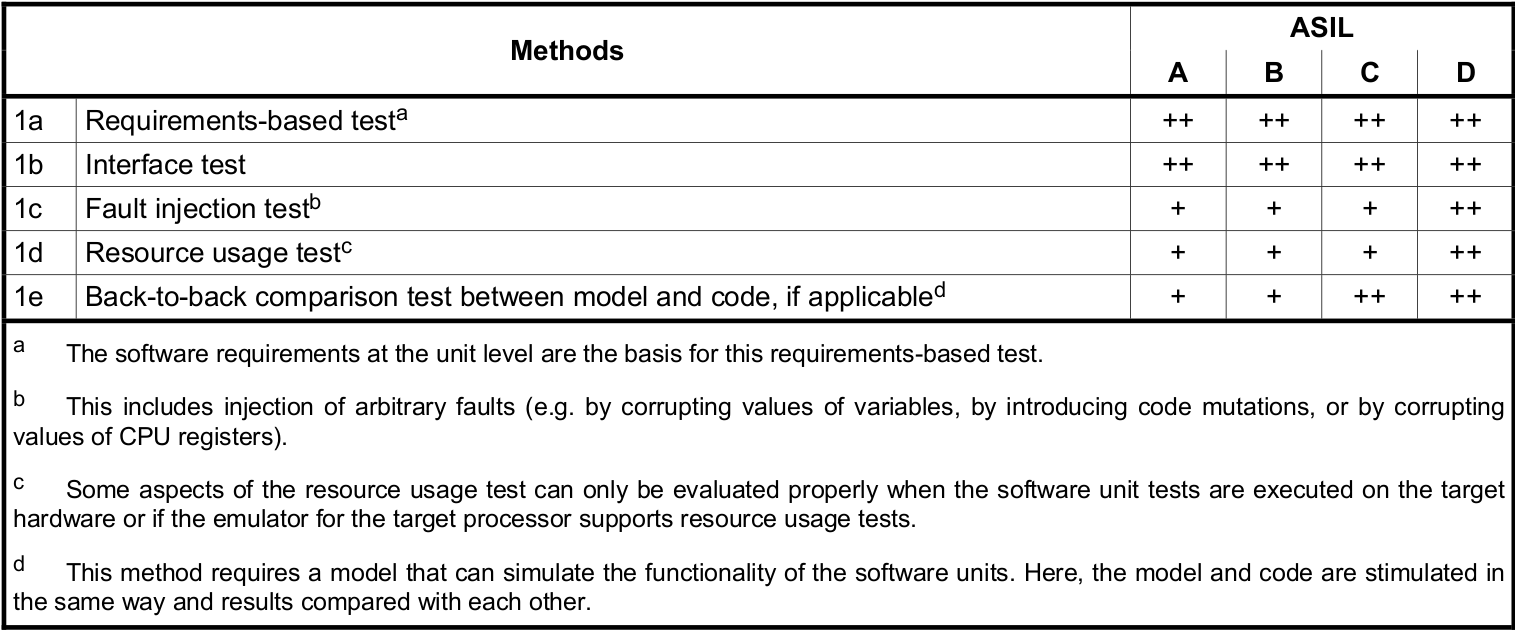 Methods ASIL
A B C D
1a Requirements-based testᵃ ++ ++ ++ ++
1b Interface test ++ ++ ++ ++
1c Fault injection testᵇ + + + ++
1d Resource usage testᶜ + + + ++
1e Back-to-back comparison test between model and code, if applicableᵈ + + ++ ++
ᵃ The software requirements at the unit level are the basis for this requirements-based test.
ᵇ This includes injection of arbitrary faults (e.g. by corrupting values of variables, by introducing code mutations, or by corrupting
values of CPU registers).
ᶜ Some aspects of the resource usage test can only be evaluated properly when the software unit tests are executed on the target
hardware or if the emulator for the target processor supports resource usage tests.
ᵈ This method requires a model that can simulate the functionality of the software units. Here, the model and code are stimulated in
the same way and results compared with each other.